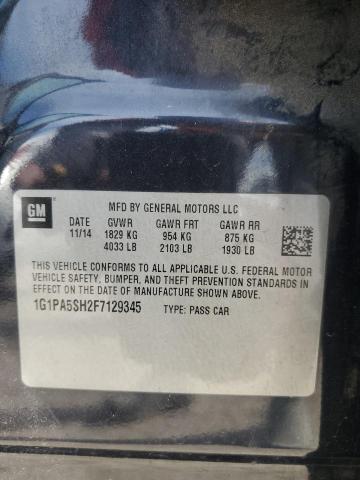 GM
MFD BY GENERAL MOTORS LLC
11/14 GVWR GAWR FRT GAWR RR
1829 KG 954 KG 875 KG
4033 LB 2103 LB 1930 LB
THIS VEHICLE CONFORMS TO ALL APPLICABLE U.S. FEDERAL MOTOR
VEHICLE SAFETY, BUMPER, AND THEFT PREVENTION STANDARDS
IN EFFECT ON THE DATE OF MANUFACTURE SHOWN ABOVE.
1G1PA5SH2F7129345 TYPE: PASS CAR